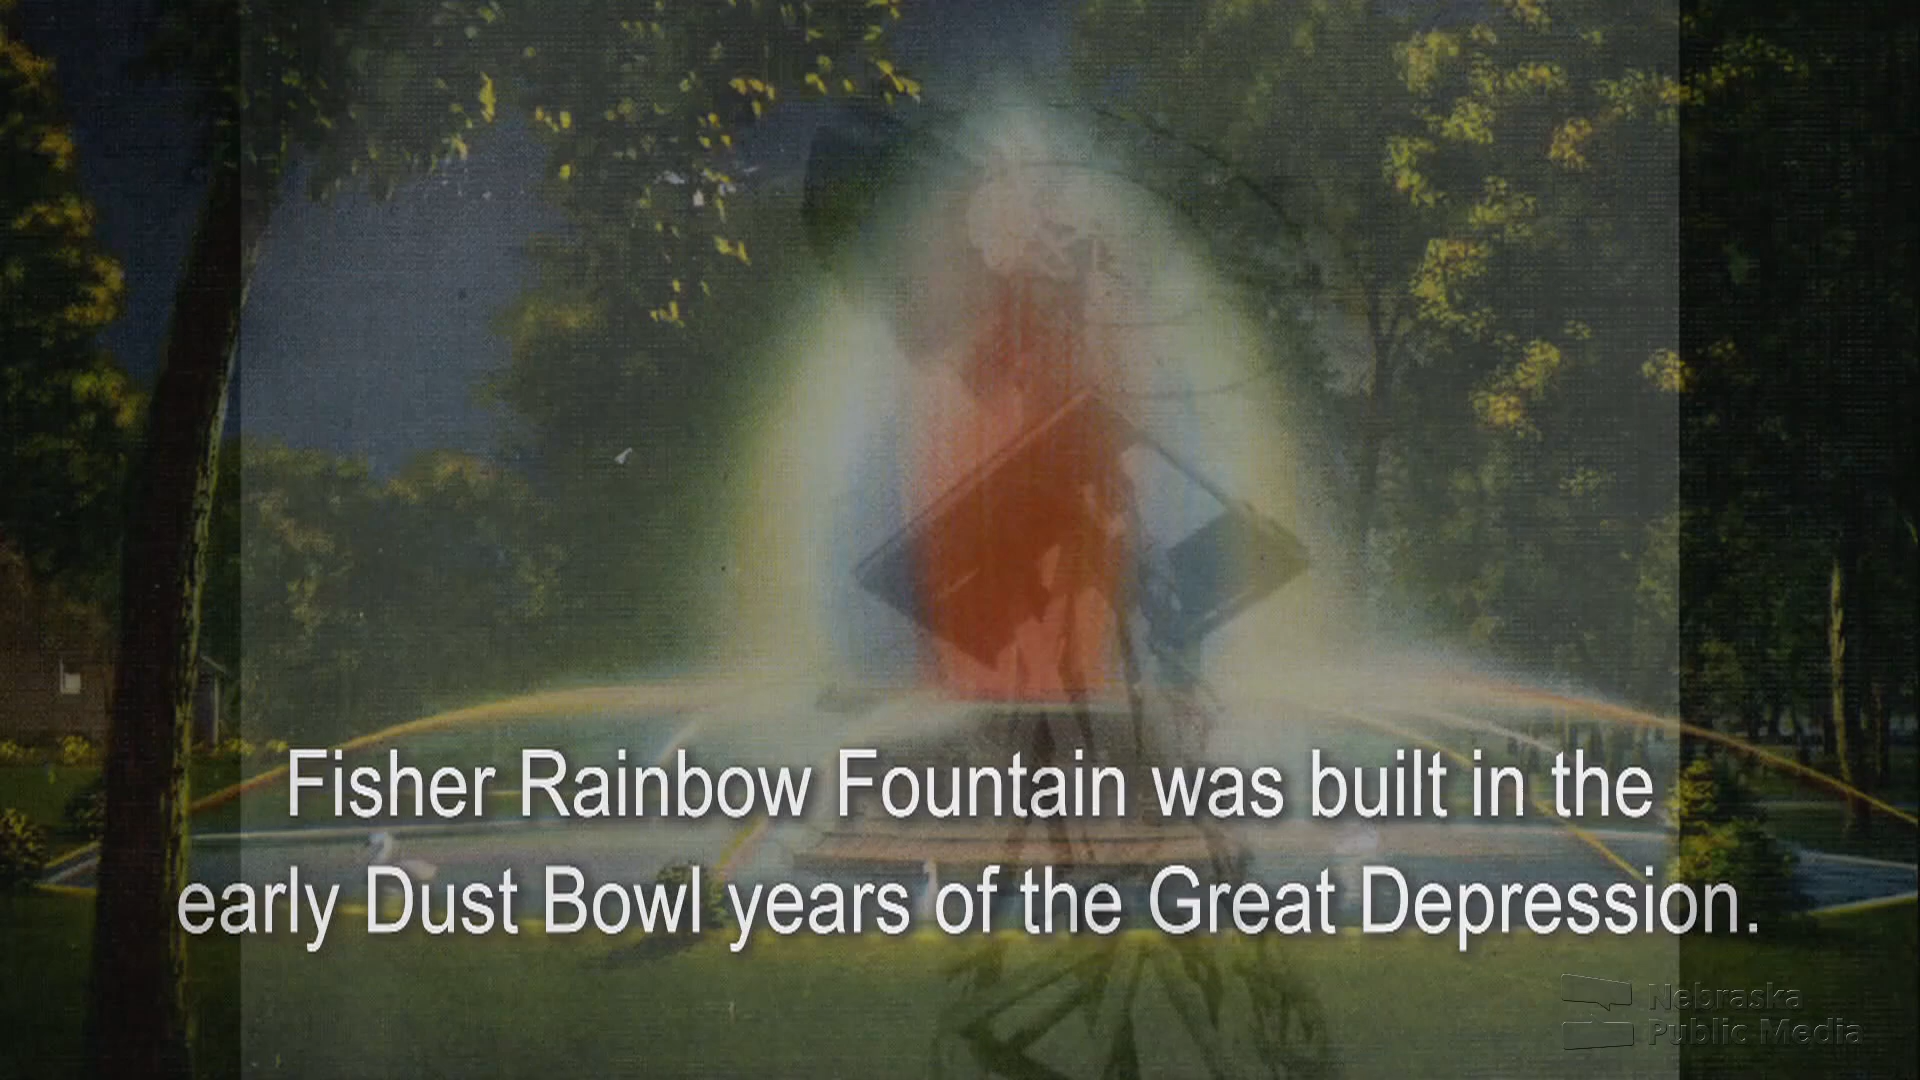 Fisher Rainbow Fountain was built in the
early Dust Bowl years of the Great Depression.
Nebraska
Public Media